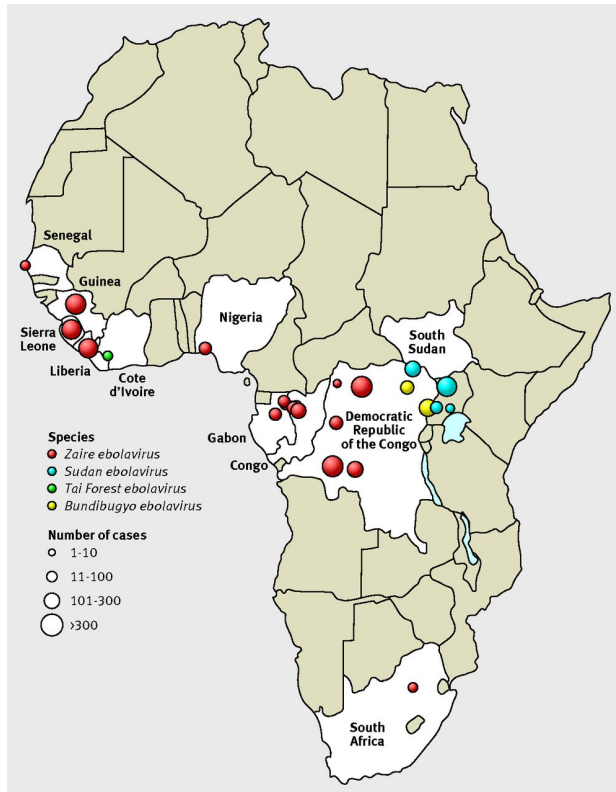 Senegal
Guinea
Sierra
Leone
Liberia
Cote
d'Ivoire
Nigeria
South
Sudan
Democratic
Republic
of the Congo
Gabon
Congo
South
Africa
Species
Zaire ebolavirus
Sudan ebolavirus
Tai Forest ebolavirus
Bundibugyo ebolavirus
Number of cases
1-10
11-100
101-300
>300